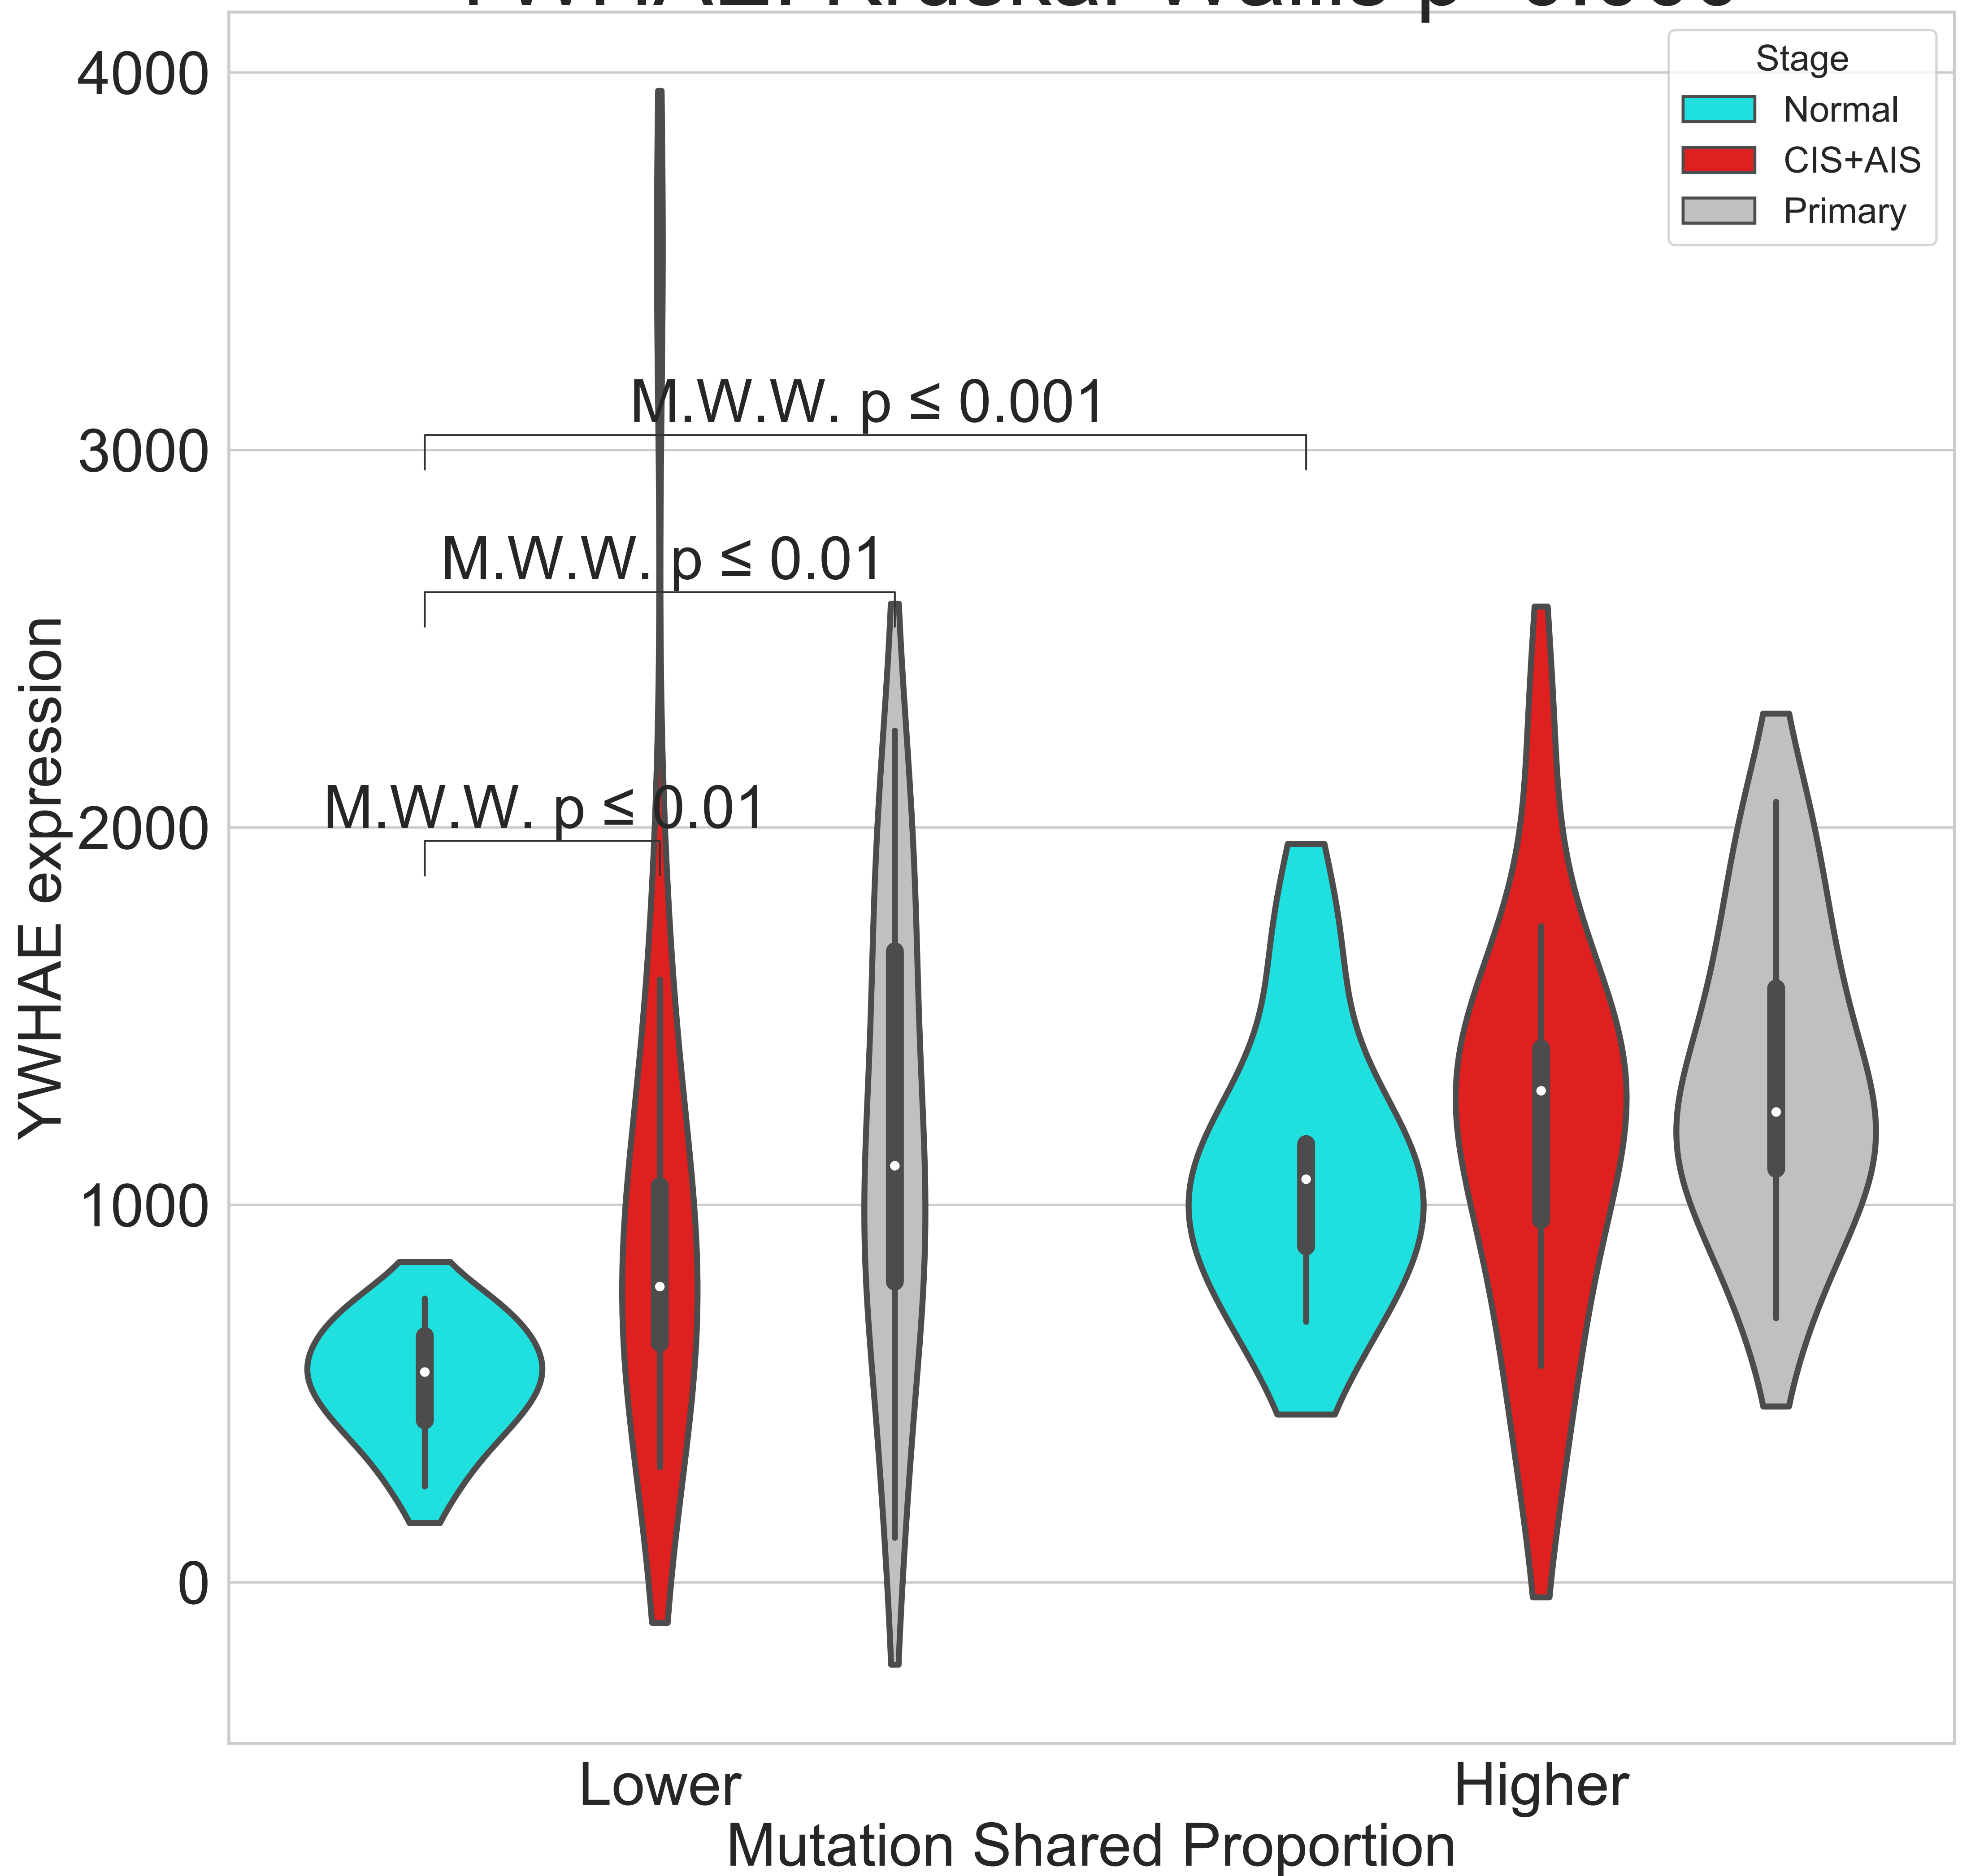 4000
3000
2000
1000
0
YWHAE expression
Stage
Normal
CIS+AIS
Primary
M.W.W. p ≤ 0.001
M.W.W. p ≤ 0.01
M.W.W. p ≤ 0.01
Lower
Higher
Mutation Shared Proportion